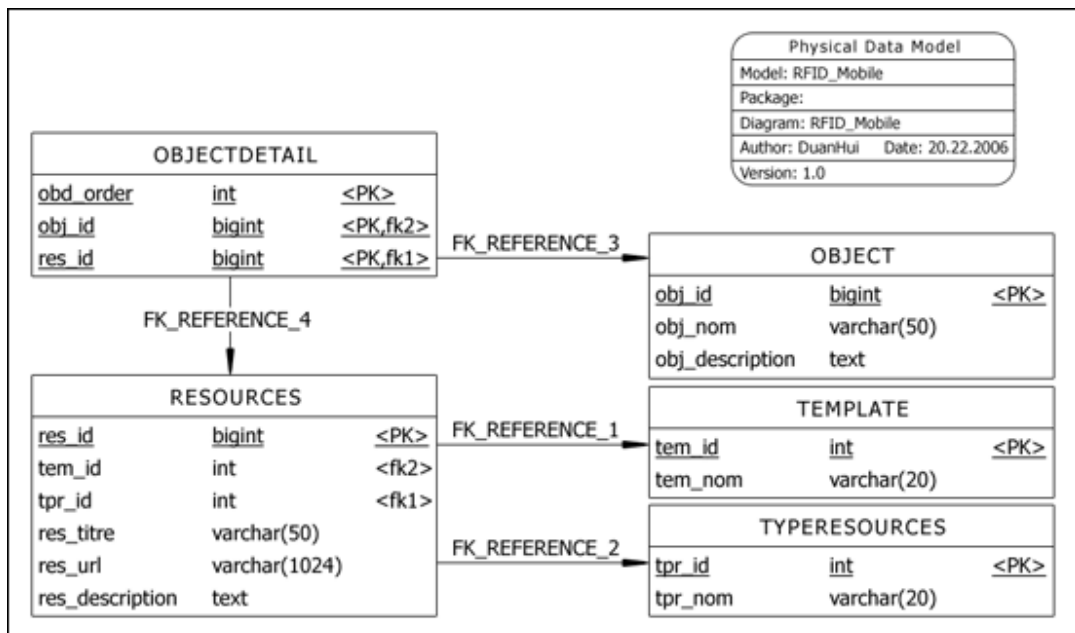 Physical Data Model
Model: RFID_Mobile
Package:
Diagram: RFID_Mobile
Author: DuanHui Date: 20.22.2006
Version: 1.0
OBJECTDETAIL
obd_order int <PK>
obj_id bigint <PK,fk2>
res_id bigint <PK,fk1>
FK_REFERENCE_3
OBJECT
obj_id bigint <PK>
obj_nom varchar(50)
obj_description text
FK_REFERENCE_4
RESOURCES
res_id bigint <PK>
tem_id int <fk2>
tpr_id int <fk1>
res_titre varchar(50)
res_url varchar(1024)
res_description text
FK_REFERENCE_1
TEMPLATE
tem_id int <PK>
tem_nom varchar(20)
FK_REFERENCE_2
TYPERESOURCES
tpr_id int <PK>
tpr_nom varchar(20)